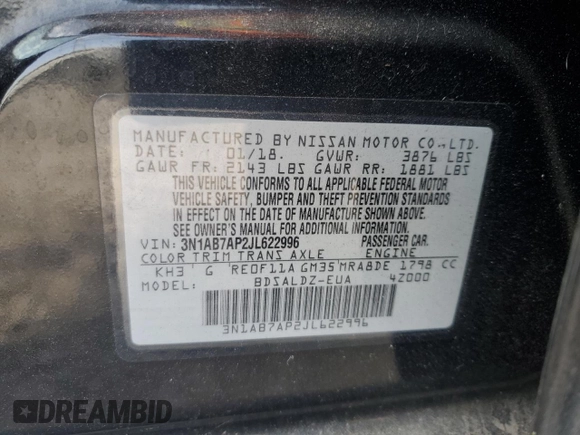 MANUFACTURED BY NISSAN MOTOR CO.,LTD.
DATE: 01/18. GVWR: 3876 LBS
GAWR FR: 2143 LBS GAWR RR: 1881 LBS
THIS VEHICLE CONFORMS TO ALL APPLICABLE FEDERAL MOTOR
VEHICLE SAFETY, BUMPER AND THEFT PREVENTION STANDARDS
IN EFFECT ON THE DATE OF MANUFACTURE SHOWN ABOVE.
SEE OWNER'S MANUAL FOR ADDITIONAL INFORMATION.
VIN: 3N1AB7AP2JL622996 PASSENGER CAR.
COLOR TRIM TRANS AXLE ENGINE
KH3 G RE0F11A GM35 MRA8DE 1798 CC
MODEL: BDSALDZ-EUA 4Z000
3N1AB7AP2JL622996
DREAMBID